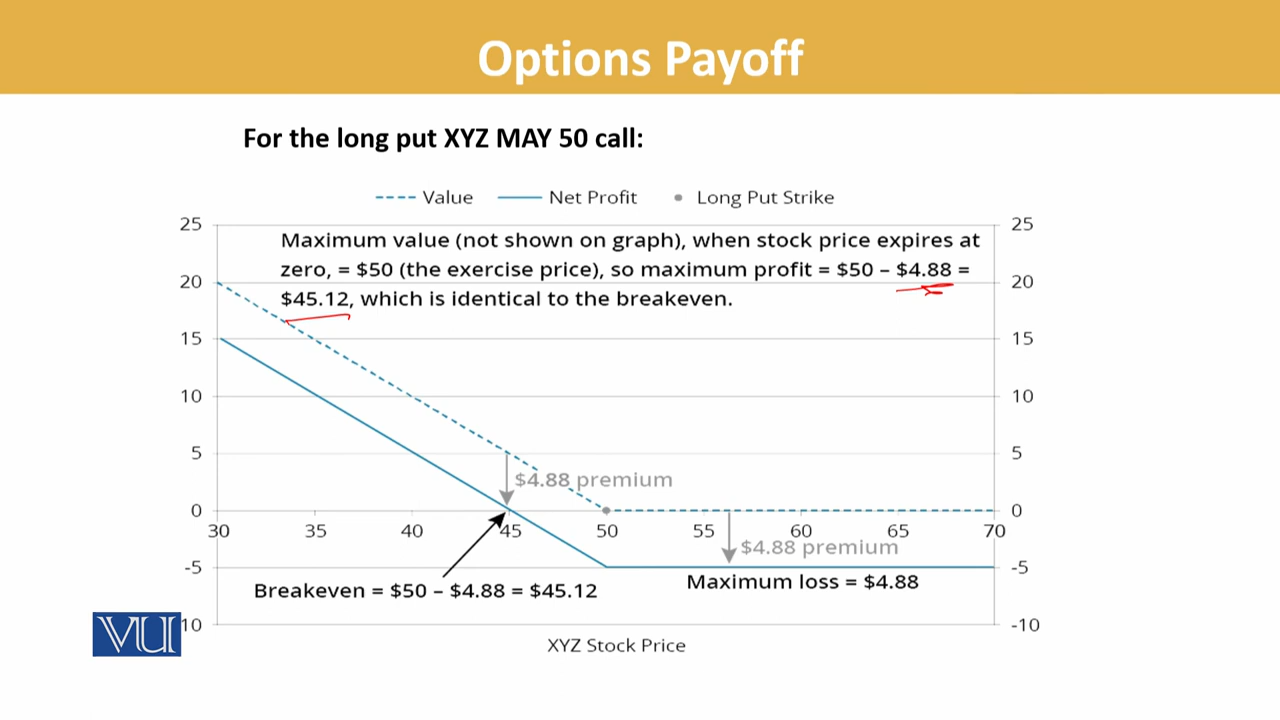 Options Payoff
For the long put XYZ MAY 50 call:
Value Net Profit Long Put Strike
25 25
Maximum value (not shown on graph), when stock price expires at
zero, = $50 (the exercise price), so maximum profit = $50 – $4.88 =
20 20
$45.12, which is identical to the breakeven.
15 15
10 10
5 5
$4.88 premium
0 0
30 35 40 45 50 55 60 65 70
$4.88 premium
-5 -5
Maximum loss = $4.88
Breakeven = $50 – $4.88 = $45.12
VU 10 -10
XYZ Stock Price